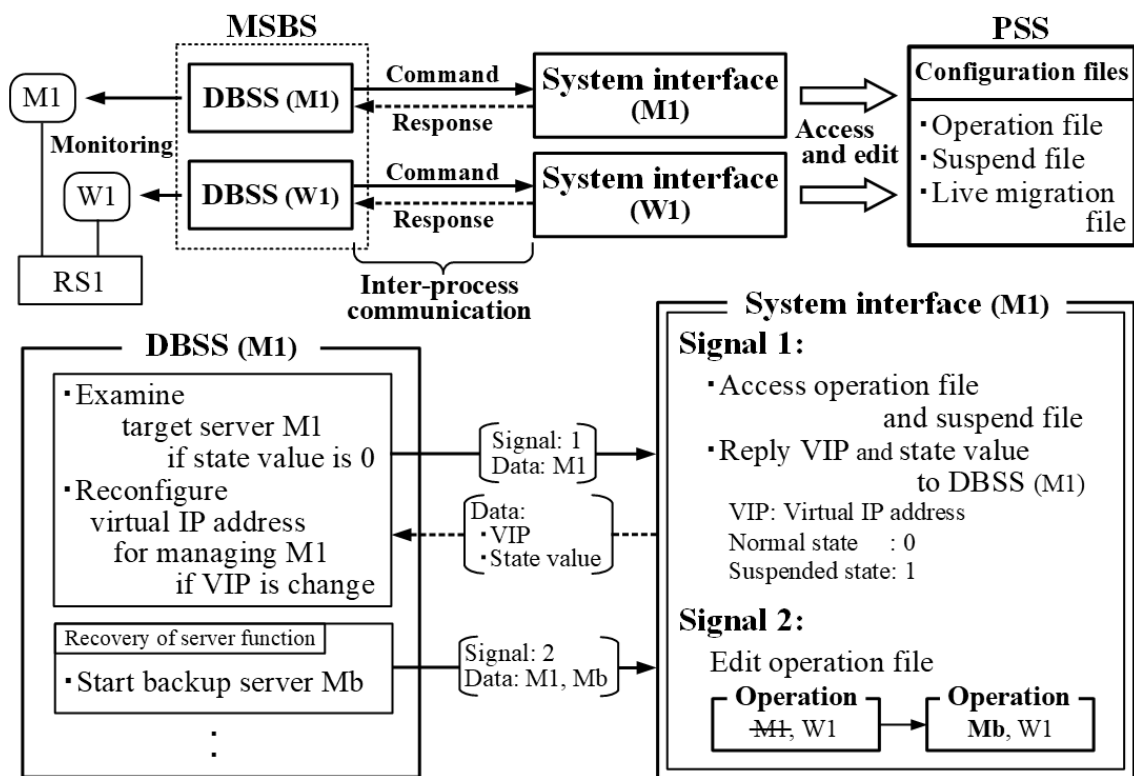 MSBS
PSS
M1
DBSS (M1)
Command
Response
System interface
(M1)
Access
and edit
Configuration files
・Operation file
・Suspend file
・Live migration
file
Monitoring
W1
DBSS (W1)
Command
Response
System interface
(W1)
RS1
Inter-process
communication
DBSS (M1)
・Examine
target server M1
if state value is 0
・Reconfigure
virtual IP address
for managing M1
if VIP is change
Recovery of server function
・Start backup server Mb
:
Signal: 1
Data: M1
Data:
・VIP
・State value
Signal: 2
Data: M1, Mb
System interface (M1)
Signal 1:
・Access operation file
and suspend file
・Reply VIP and state value
to DBSS (M1)
VIP: Virtual IP address
Normal state : 0
Suspended state: 1
Signal 2:
Edit operation file
Operation
M1, W1
Operation
Mb, W1